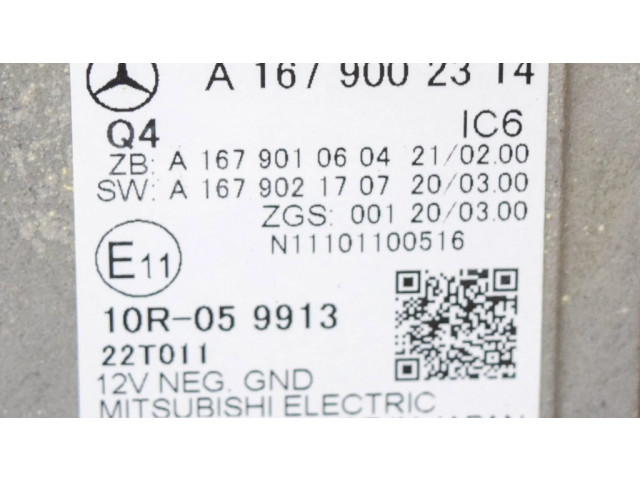 A 167 900 23 14
Q4 IC6
ZB: A 167 901 06 04 21/02.00
SW: A 167 902 17 07 20/03.00
ZGS: 001 20/03.00
N11101100516
E11
10R-05 9913
22T011
12V NEG. GND
MITSUBISHI ELECTRIC